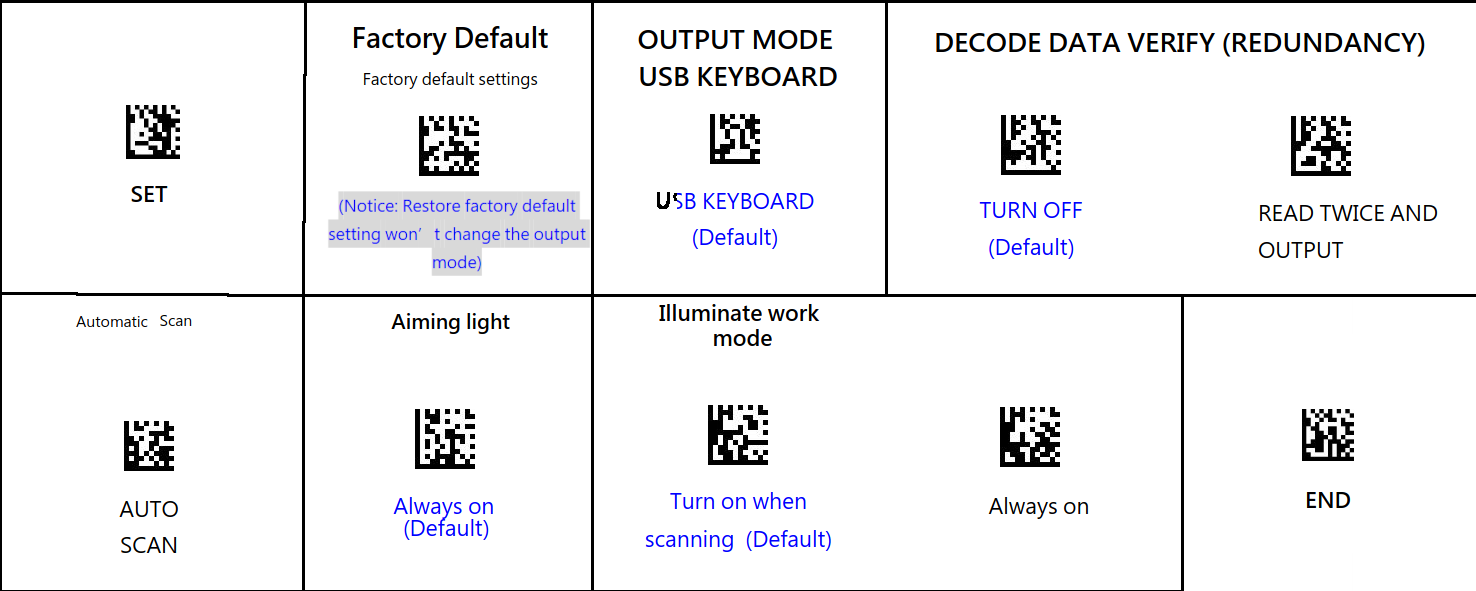 SET
Factory Default
Factory default settings
(Notice: Restore factory default
setting won’t change the output
mode)
OUTPUT MODE
USB KEYBOARD
USB KEYBOARD
(Default)
DECODE DATA VERIFY (REDUNDANCY)
TURN OFF
(Default)
READ TWICE AND
OUTPUT
Automatic Scan
AUTO
SCAN
Aiming light
Always on
(Default)
Illuminate work
mode
Turn on when
scanning (Default)
Always on
END